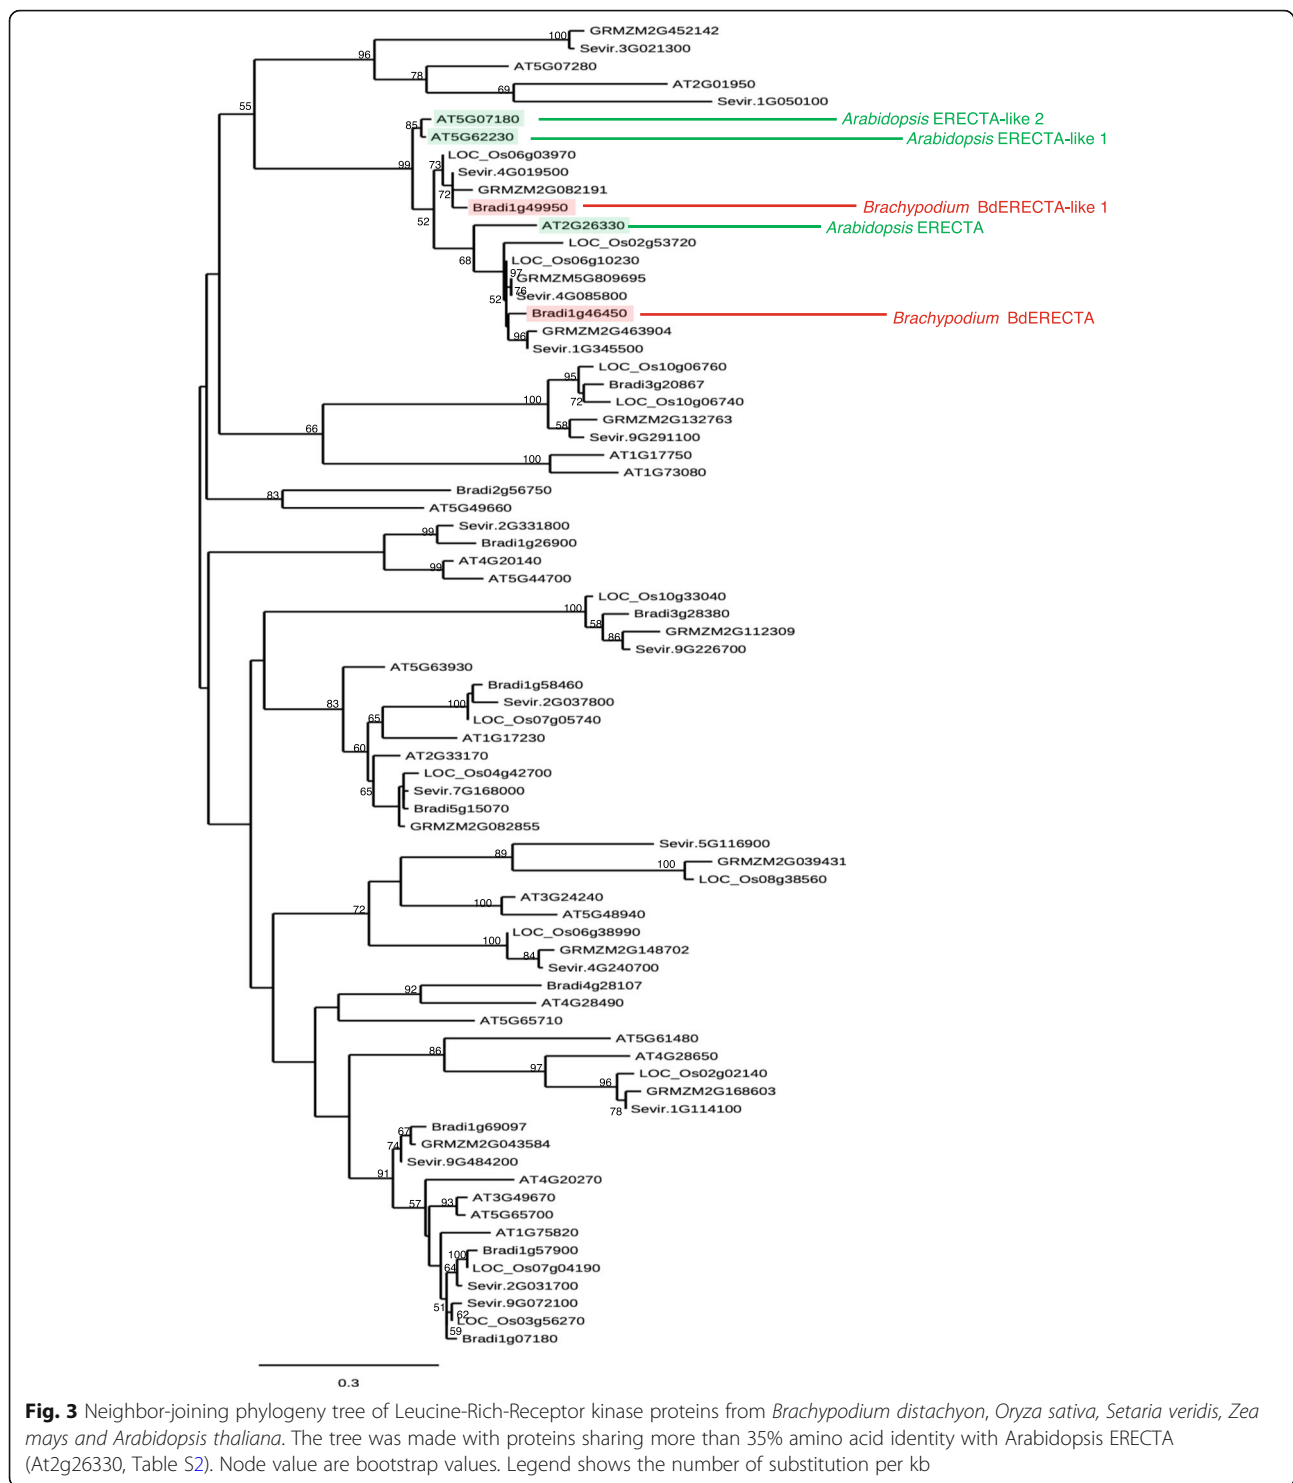 GRMZM2G452142
100
Sevir.3G021300
96
AT5G07280
78
AT2G01950
69
Sevir.1G050100
55
AT5G07180 Arabidopsis ERECTA-like 2
85
AT5G62230 Arabidopsis ERECTA-like 1
LOC_Os06g03970
99
73
Sevir.4G019500
GRMZM2G082191
72
Bradi1g49950 Brachypodium BdERECTA-like 1
52
AT2G26330 Arabidopsis ERECTA
LOC_Os02g53720
68
LOC_Os06g10230
97
GRMZM5G809695
76
Sevir.4G085800
52
Bradi1g46450 Brachypodium BdERECTA
GRMZM2G463904
96
Sevir.1G345500
LOC_Os10g06760
95
Bradi3g20867
72
LOC_Os10g06740
100
GRMZM2G132763
58
Sevir.9G291100
66
AT1G17750
100
AT1G73080
Bradi2g56750
83
AT5G49660
Sevir.2G331800
99
Bradi1g26900
AT4G20140
99
AT5G44700
LOC_Os10g33040
100
Bradi3g28380
58
GRMZM2G112309
86
Sevir.9G226700
AT5G63930
Bradi1g58460
83
100
Sevir.2G037800
65
LOC_Os07g05740
AT1G17230
60
AT2G33170
LOC_Os04g42700
65
Sevir.7G168000
Bradi5g15070
GRMZM2G082855
Sevir.5G116900
89
GRMZM2G039431
100
LOC_Os08g38560
AT3G24240
100
72
AT5G48940
LOC_Os06g38990
100
GRMZM2G148702
84
Sevir.4G240700
Bradi4g28107
92
AT4G28490
AT5G65710
AT5G61480
86
AT4G28650
97
LOC_Os02g02140
96
GRMZM2G168603
78
Sevir.1G114100
Bradi1g69097
67
GRMZM2G043584
74
Sevir.9G484200
91
AT4G20270
57
AT3G49670
93
AT5G65700
AT1G75820
Bradi1g57900
100
LOC_Os07g04190
64
Sevir.2G031700
51
Sevir.9G072100
62
LOC_Os03g56270
59
Bradi1g07180
0.3
Fig. 3 Neighbor-joining phylogeny tree of Leucine-Rich-Receptor kinase proteins from Brachypodium distachyon, Oryza sativa, Setaria veridis, Zea
mays and Arabidopsis thaliana. The tree was made with proteins sharing more than 35% amino acid identity with Arabidopsis ERECTA
(At2g26330, Table S2). Node value are bootstrap values. Legend shows the number of substitution per kb